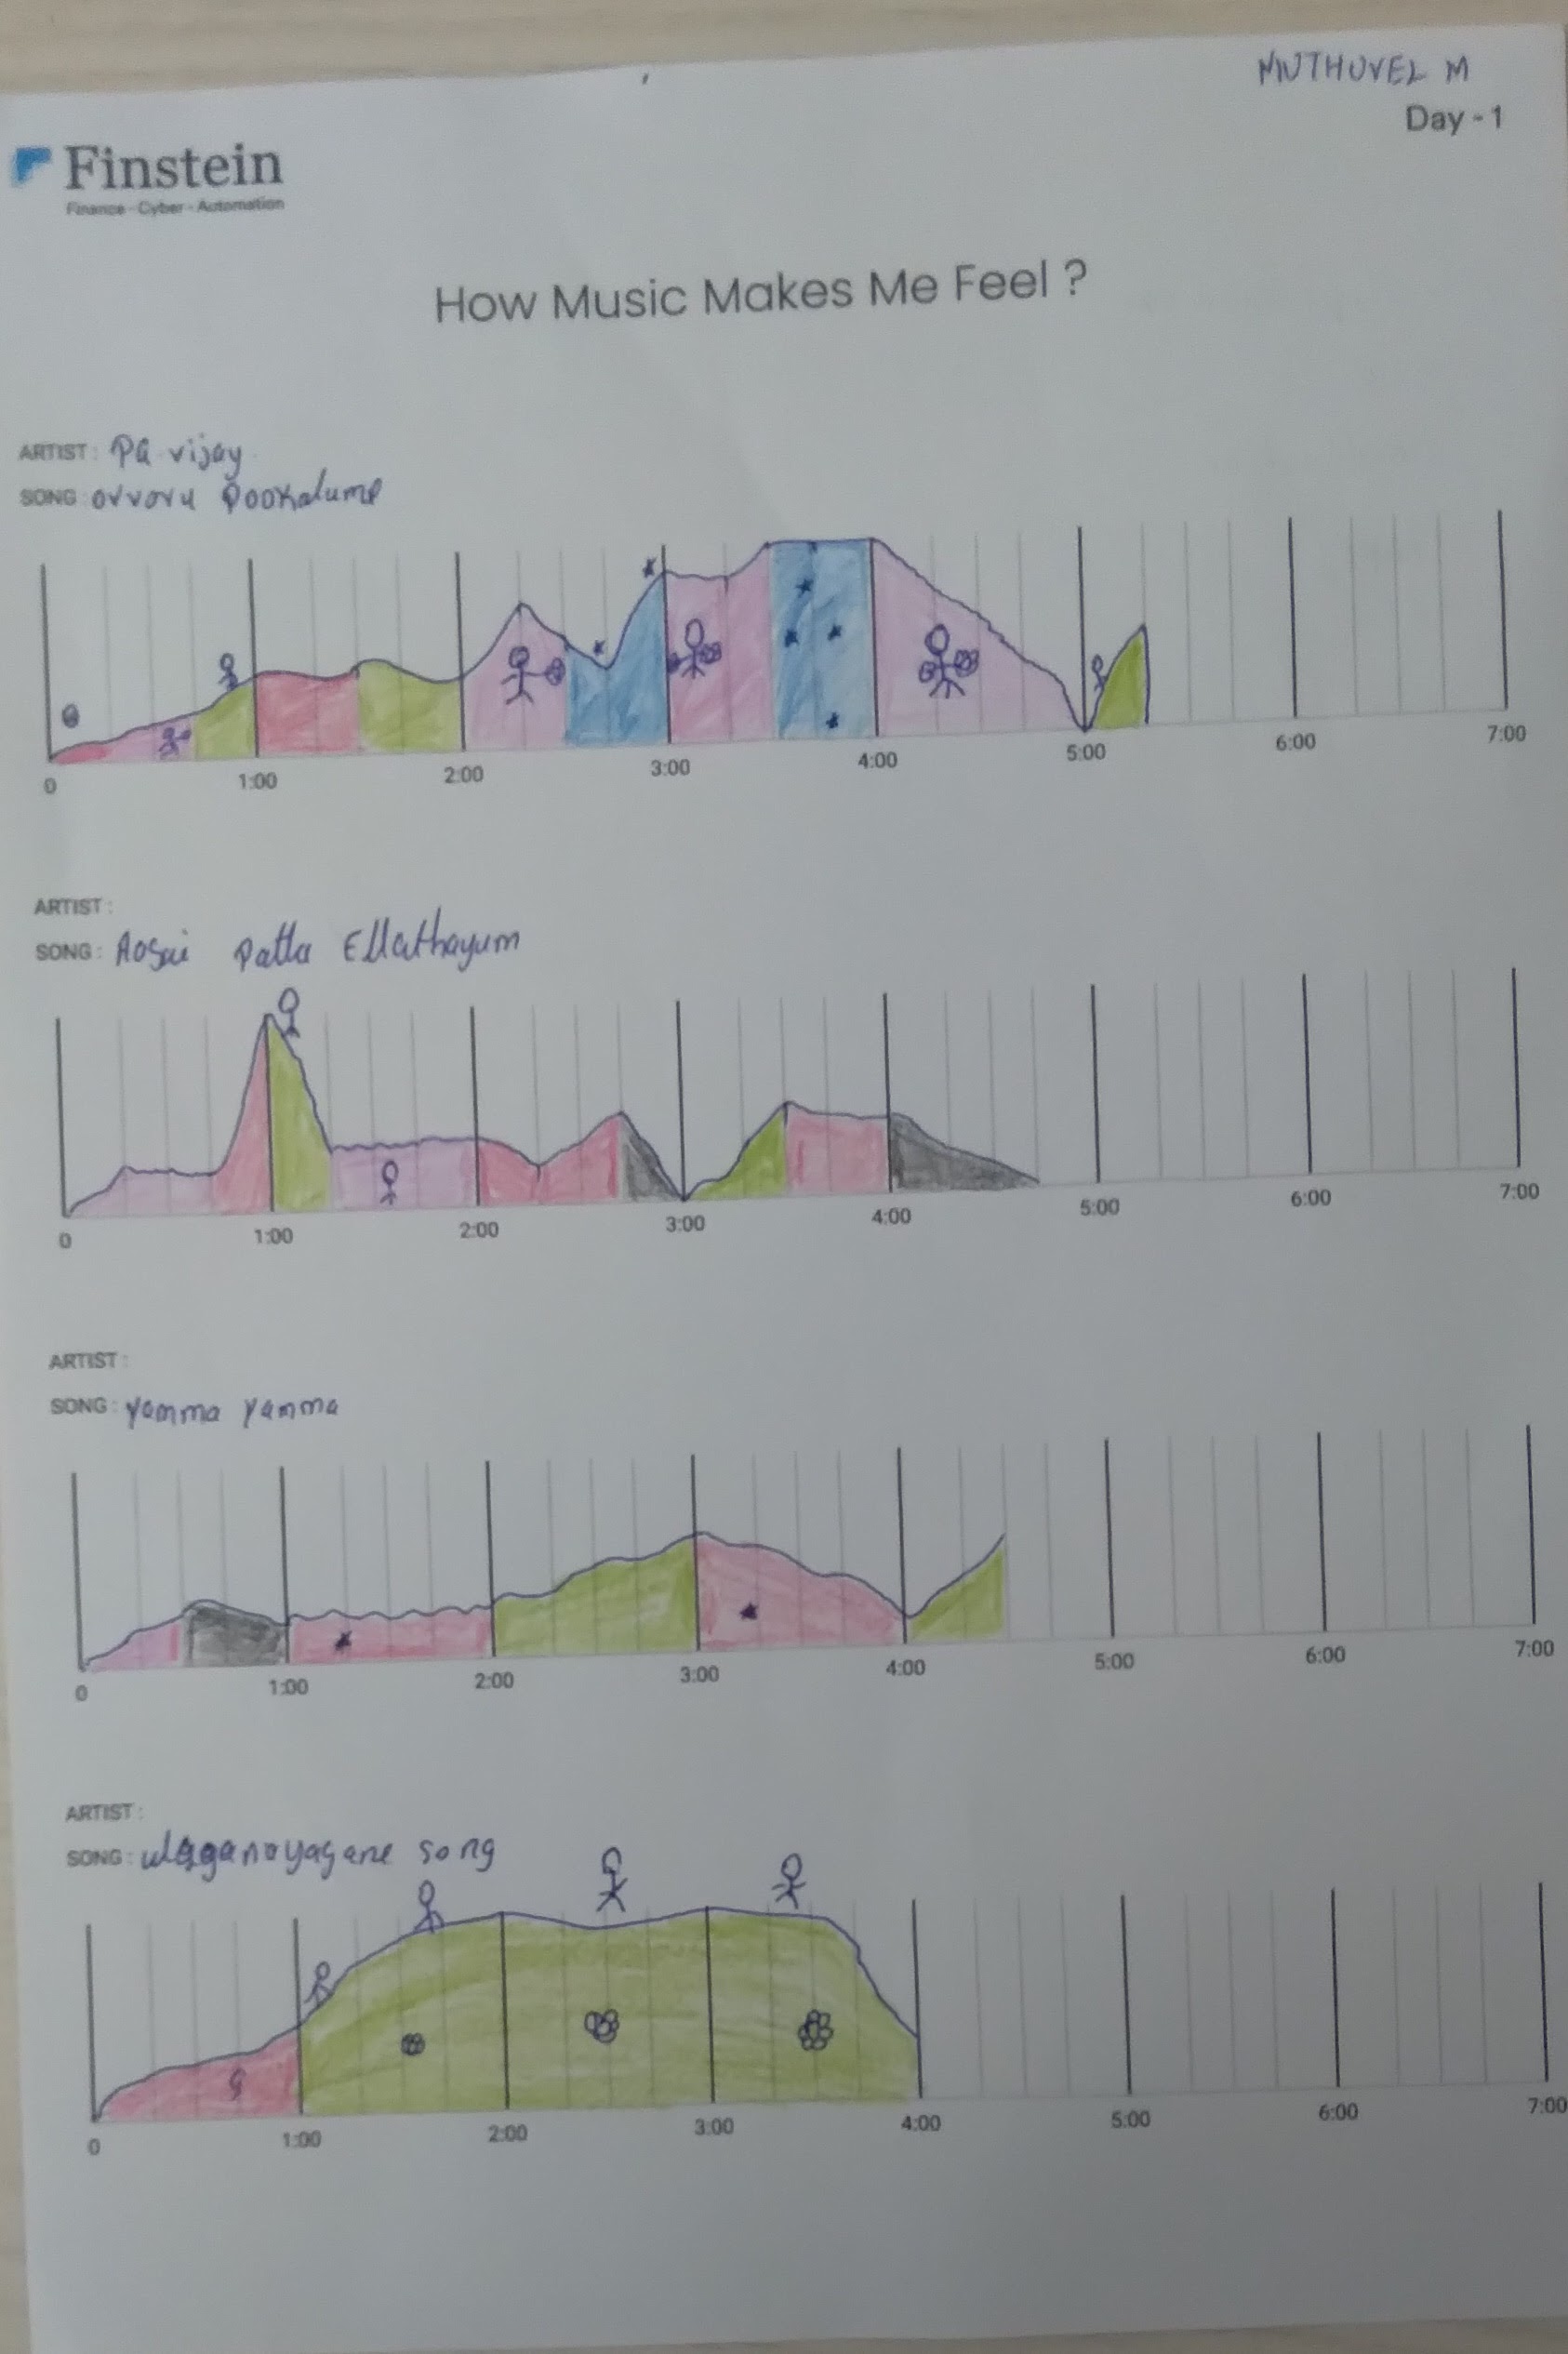 MUTHUVEL M
Day - 1
Finstein
Finance - Cyber - Automation
How Music Makes Me Feel ?
ARTIST : Pa vijay
SONG : ovvoru Pookalume
0 1:00 2:00 3:00 4:00 5:00 6:00 7:00
ARTIST :
SONG : Aosai Patta Ellathayum
0 1:00 2:00 3:00 4:00 5:00 6:00 7:00
ARTIST :
SONG : Yamma Yamma
0 1:00 2:00 3:00 4:00 5:00 6:00 7:00
ARTIST :
SONG : ulaganayagane song
0 1:00 2:00 3:00 4:00 5:00 6:00 7:00